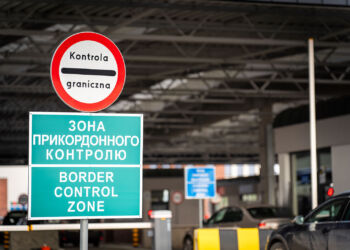 Kontrola
graniczna
ЗОНА
ПРИКОРДОННОГО
КОНТРОЛЮ
BORDER
CONTROL
ZONE